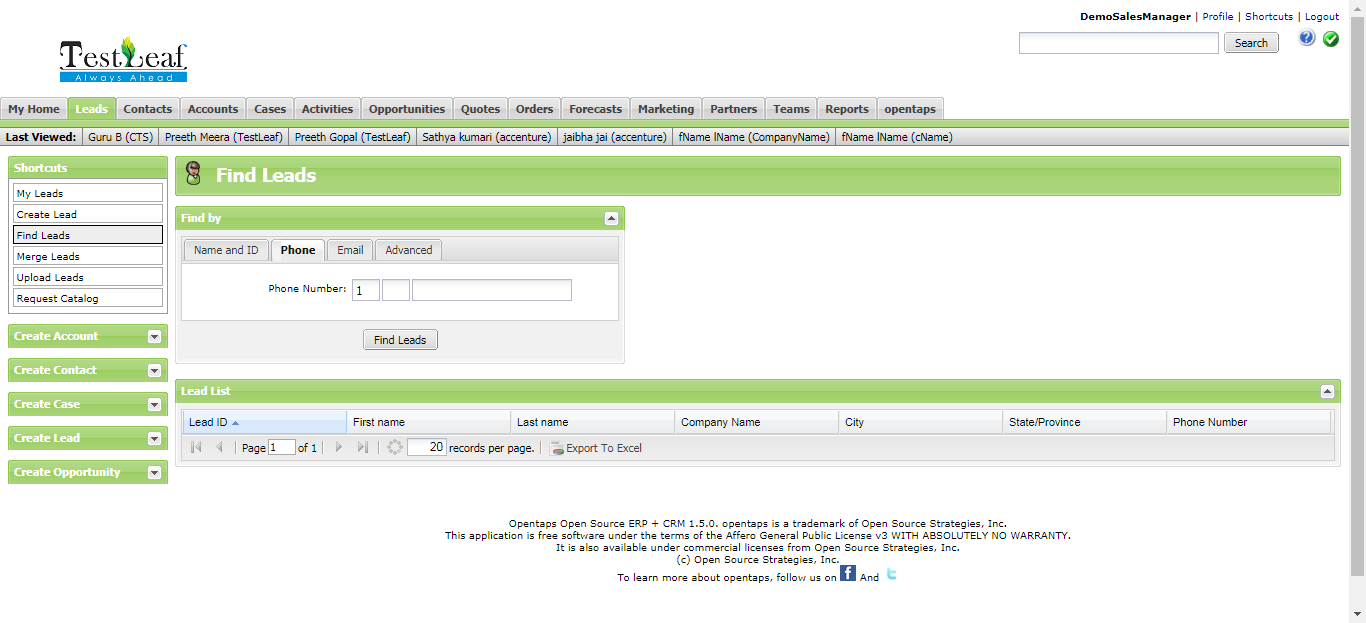 DemoSalesManager | Profile | Shortcuts | Logout
Search
TestLeaf
Always Ahead
My Home Leads Contacts Accounts Cases Activities Opportunities Quotes Orders Forecasts Marketing Partners Teams Reports opentaps
Last Viewed: Guru B (CTS) Preeth Meera (TestLeaf) Preeth Gopal (TestLeaf) Sathya kumari (accenture) jaibha jai (accenture) fName lName (CompanyName) fName lName (cName)
Shortcuts
My Leads
Create Lead
Find Leads
Merge Leads
Upload Leads
Request Catalog
Create Account
Create Contact
Create Case
Create Lead
Create Opportunity
Find Leads
Find by
Name and ID Phone Email Advanced
Phone Number: 1
Find Leads
Lead List
Lead ID First name Last name Company Name City State/Province Phone Number
Page 1 of 1 20 records per page. Export To Excel
Opentaps Open Source ERP + CRM 1.5.0. opentaps is a trademark of Open Source Strategies, Inc.
This application is free software under the terms of the Affero General Public License v3 WITH ABSOLUTELY NO WARRANTY.
It is also available under commercial licenses from Open Source Strategies, Inc.
(c) Open Source Strategies, Inc.
To learn more about opentaps, follow us on f And t